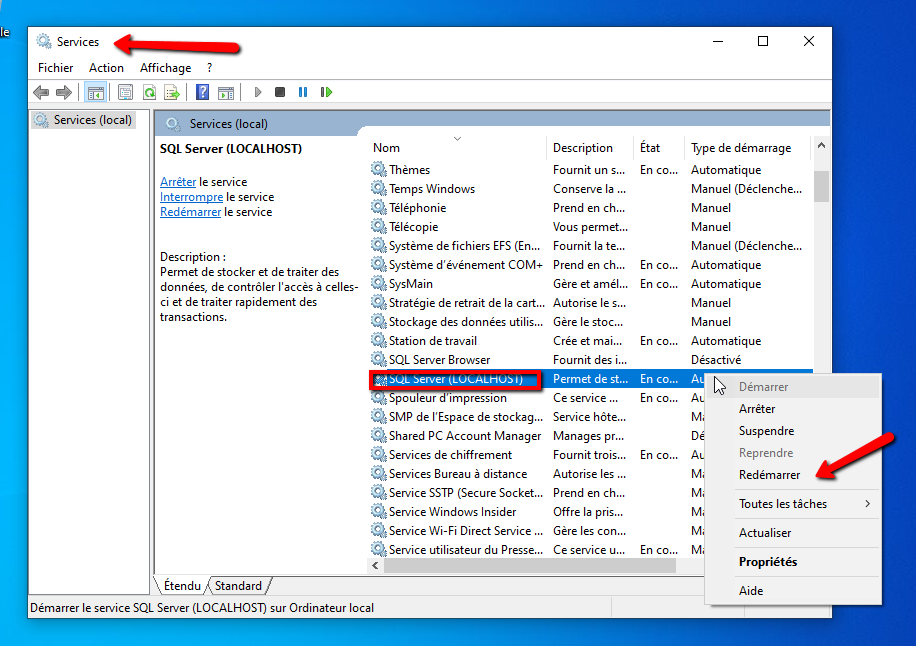 le
Services
Fichier Action Affichage ?
Services (local)
Services (local)
SQL Server (LOCALHOST)
Arrêter le service
Interrompre le service
Redémarrer le service
Description :
Permet de stocker et de traiter des
données, de contrôler l'accès à celles-
ci et de traiter rapidement des
transactions.
Nom Description État Type de démarrage
Thèmes Fournit un s... En co... Automatique
Temps Windows Conserve la ... Manuel (Déclenche...
Téléphonie Prend en ch... Manuel
Télécopie Vous permet... Manuel
Système de fichiers EFS (En... Fournit la te... Manuel (Déclenche...
Système d'événement COM+ Prend en ch... En co... Automatique
SysMain Gère et amél... En co... Automatique
Stratégie de retrait de la cart... Autorise le s... Manuel
Stockage des données utilis... Gère le stoc... Manuel
Station de travail Crée et mai... En co... Automatique
SQL Server Browser Fournit des i... Désactivé
SQL Server (LOCALHOST) Permet de st... En co... Au
Spouleur d'impression Ce service ... En co... Au
SMP de l'Espace de stockag... Service hôte... Ma
Shared PC Account Manager Manages pr... Dé
Services de chiffrement Fournit trois... En co... Au
Services Bureau à distance Autorise les ... Ma
Service SSTP (Secure Socket... Prend en ch... Ma
Service Windows Insider Offre la pris... Ma
Service Wi-Fi Direct Service ... Gère les con... Ma
Service utilisateur du Presse... Ce service u... En co... Ma
Démarrer
Arrêter
Suspendre
Reprendre
Redémarrer
Toutes les tâches
Actualiser
Propriétés
Aide
Étendu Standard
Démarrer le service SQL Server (LOCALHOST) sur Ordinateur local